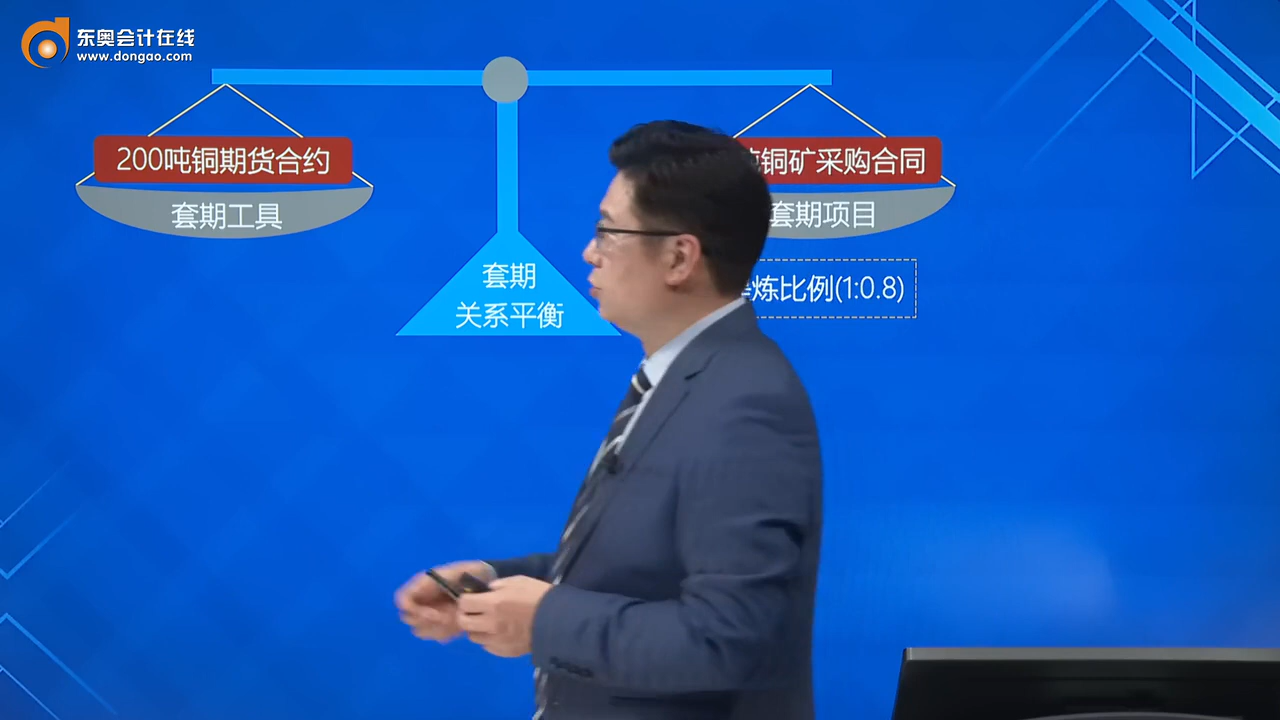 东奥会计在线
www.dongao.com
200吨铜期货合约
铜矿采购合同
套期工具
套期项目
套期
关系平衡
炼比例(1:0.8)